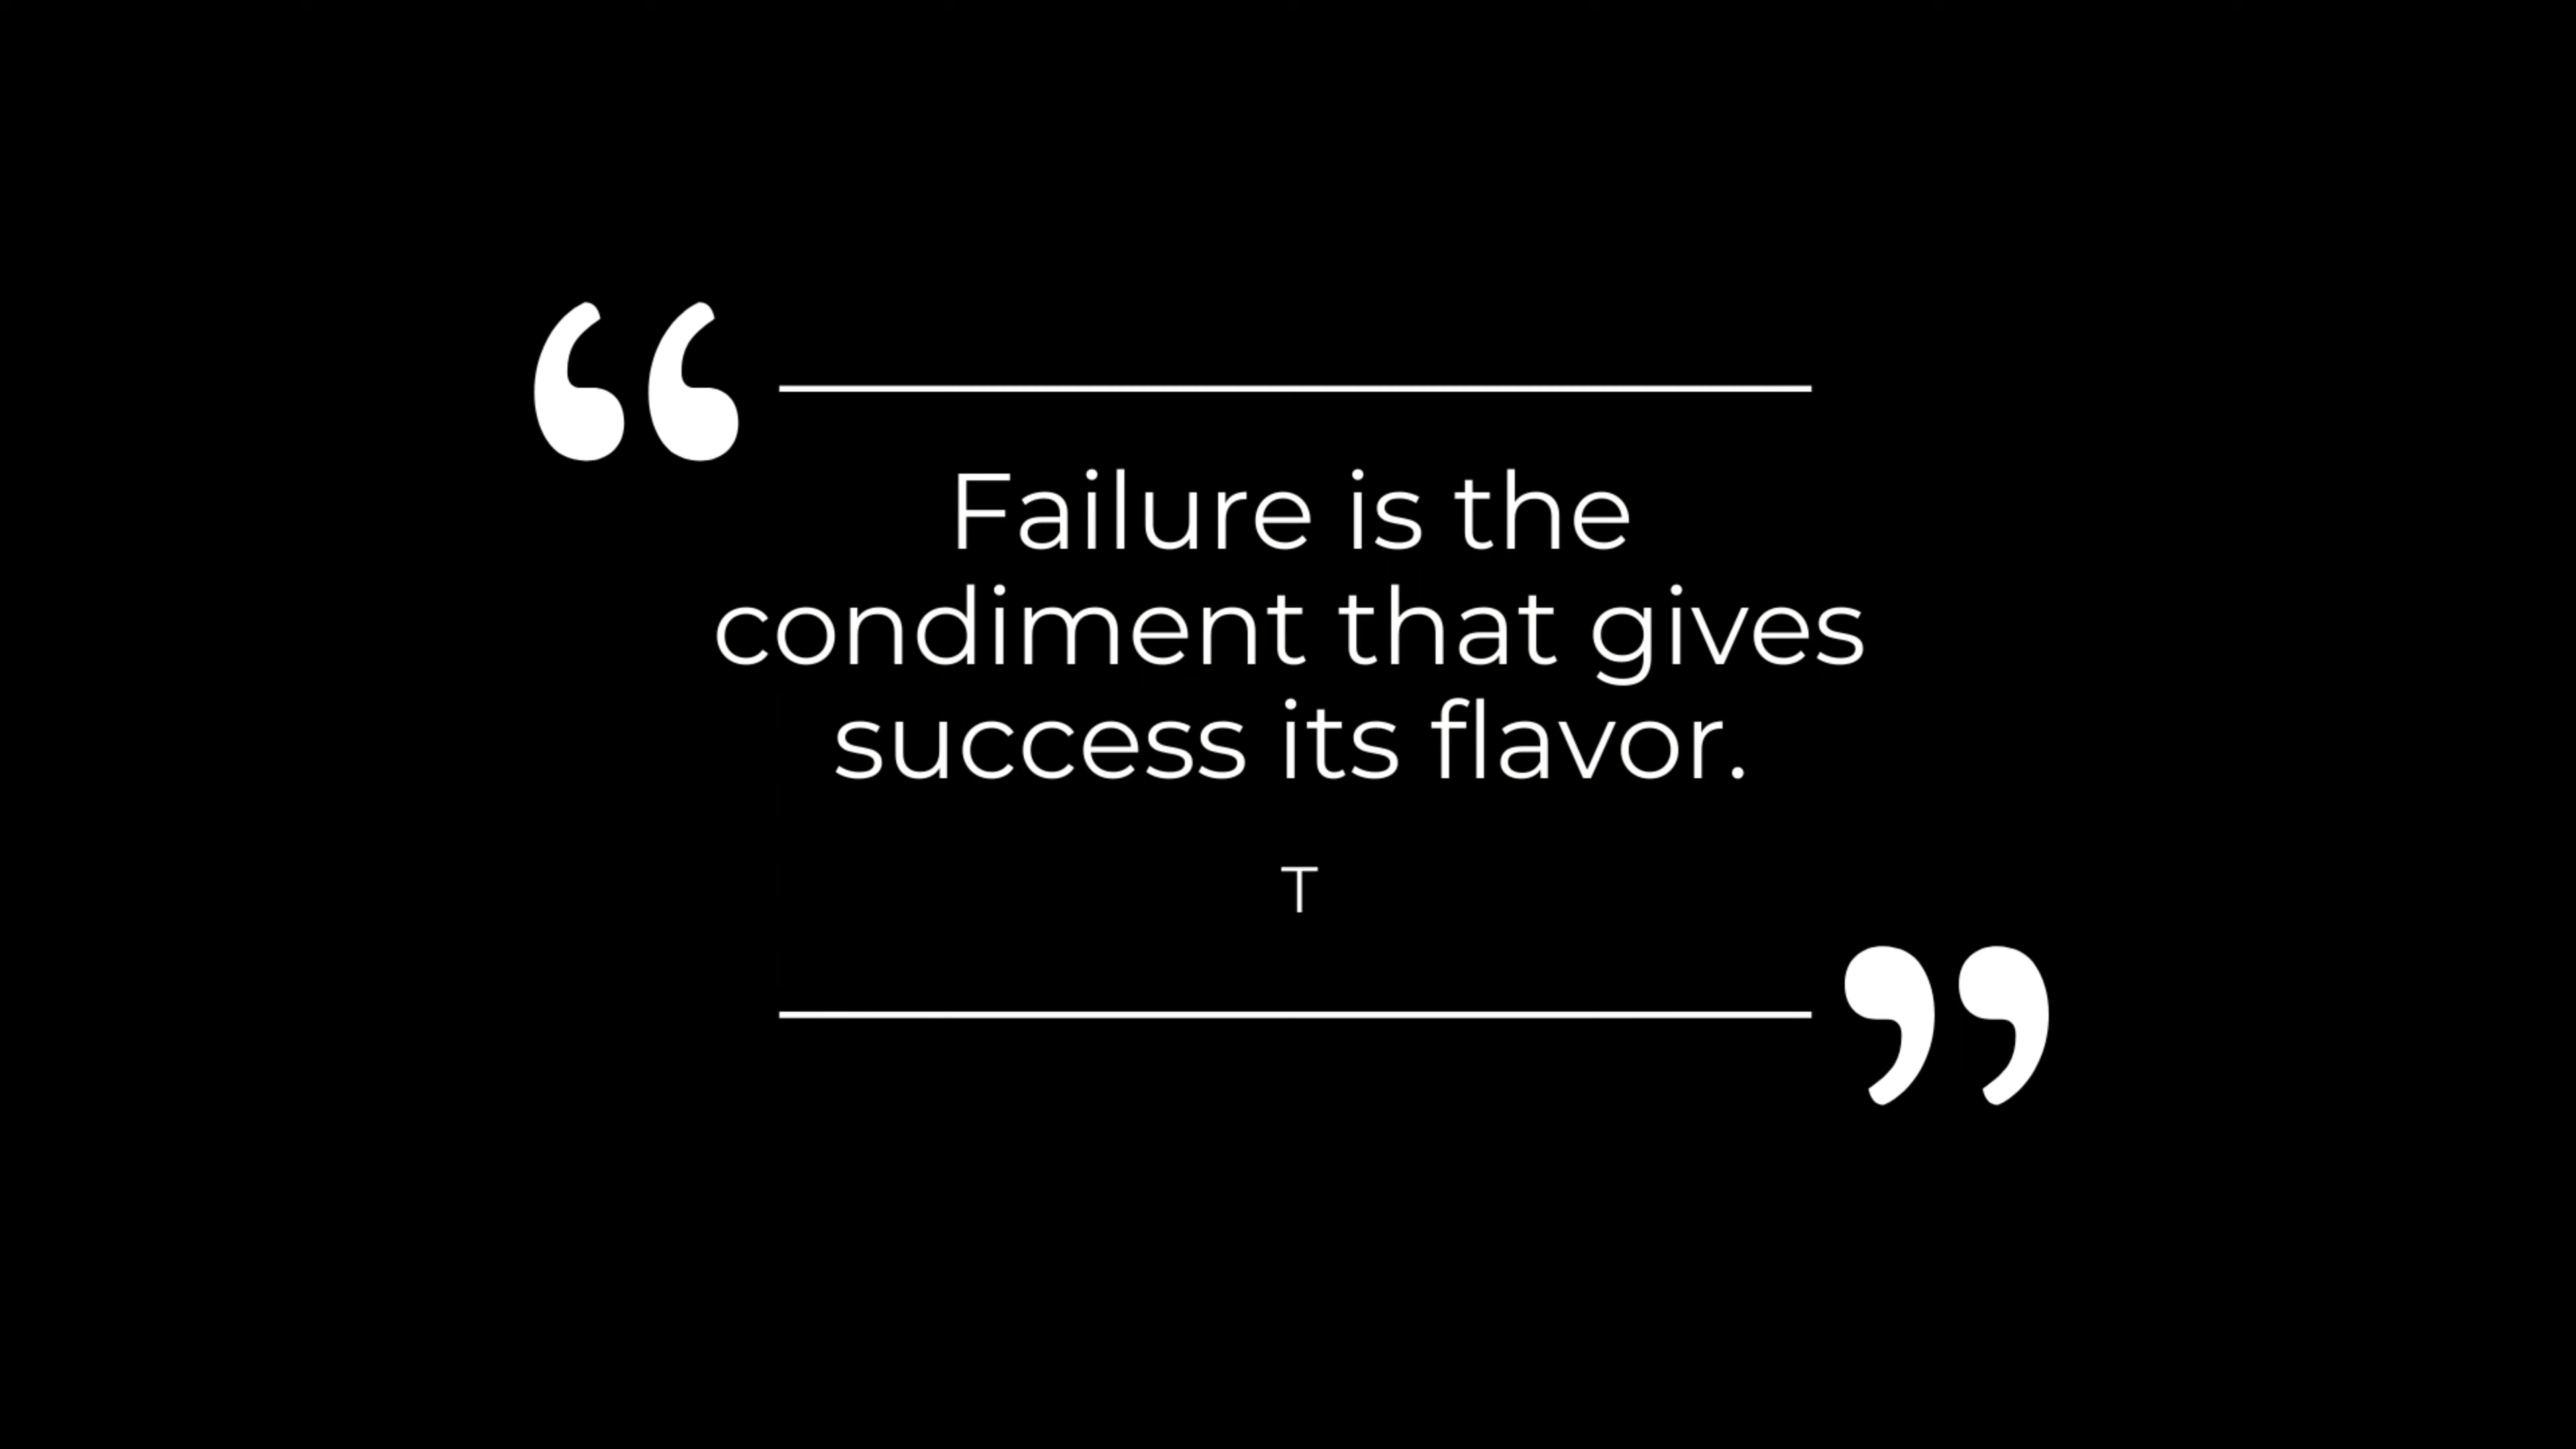 “
Failure is the
condiment that gives
success its flavor.
T
”